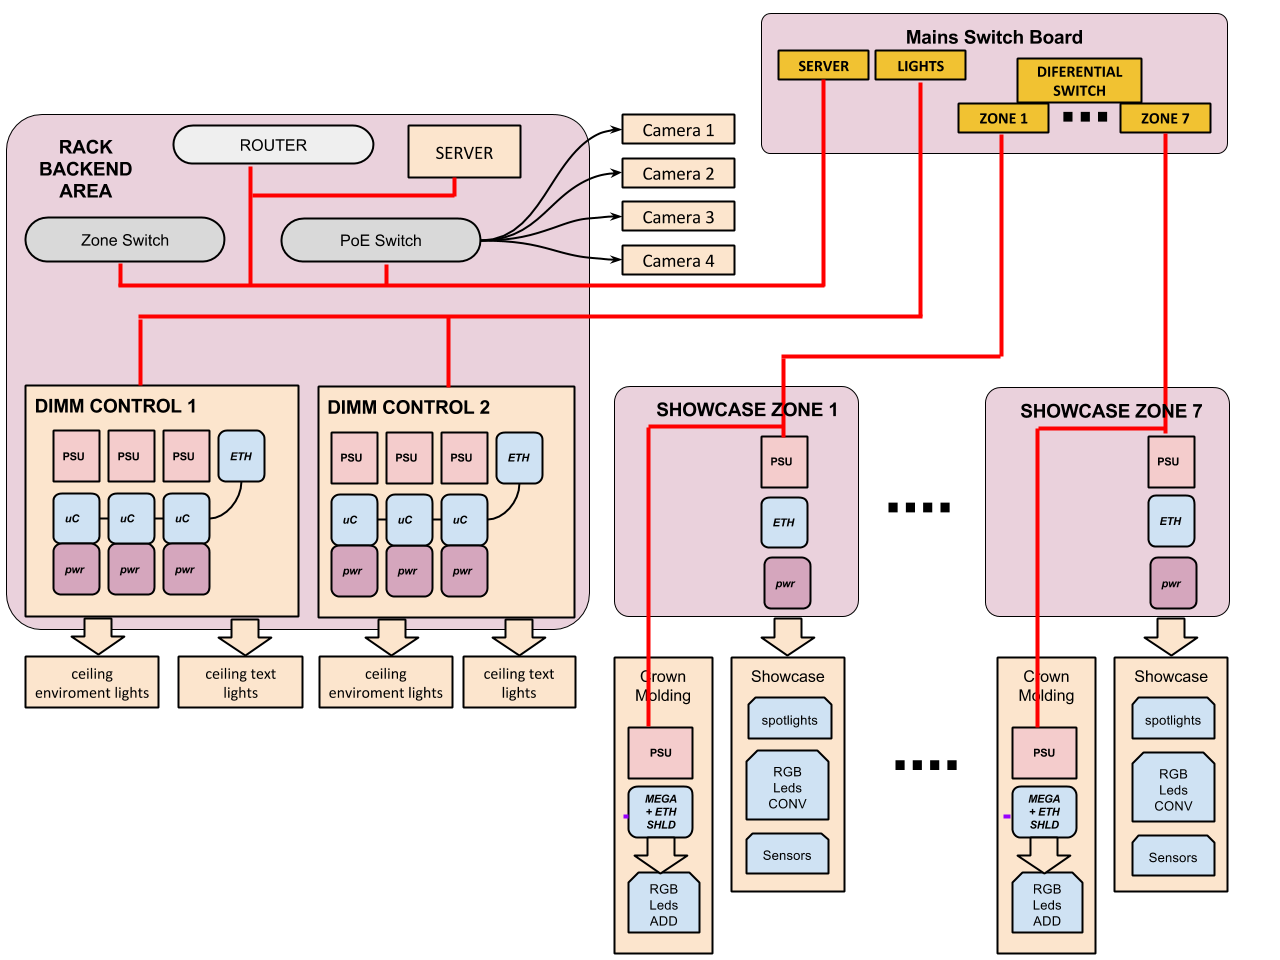 Mains Switch Board
SERVER
LIGHTS
DIFERENTIAL
SWITCH
ZONE 1
ZONE 7
RACK
BACKEND
AREA
ROUTER
SERVER
Zone Switch
PoE Switch
Camera 1
Camera 2
Camera 3
Camera 4
DIMM CONTROL 1
PSU
PSU
PSU
ETH
uC
uC
uC
pwr
pwr
pwr
DIMM CONTROL 2
PSU
PSU
PSU
ETH
uC
uC
uC
pwr
pwr
pwr
ceiling
enviroment lights
ceiling text
lights
ceiling
enviroment lights
ceiling text
lights
SHOWCASE ZONE 1
PSU
ETH
pwr
SHOWCASE ZONE 7
PSU
ETH
pwr
Crown
Molding
PSU
MEGA
+ ETH
SHLD
RGB
Leds
ADD
Showcase
spotlights
RGB
Leds
CONV
Sensors
Crown
Molding
PSU
MEGA
+ ETH
SHLD
RGB
Leds
ADD
Showcase
spotlights
RGB
Leds
CONV
Sensors